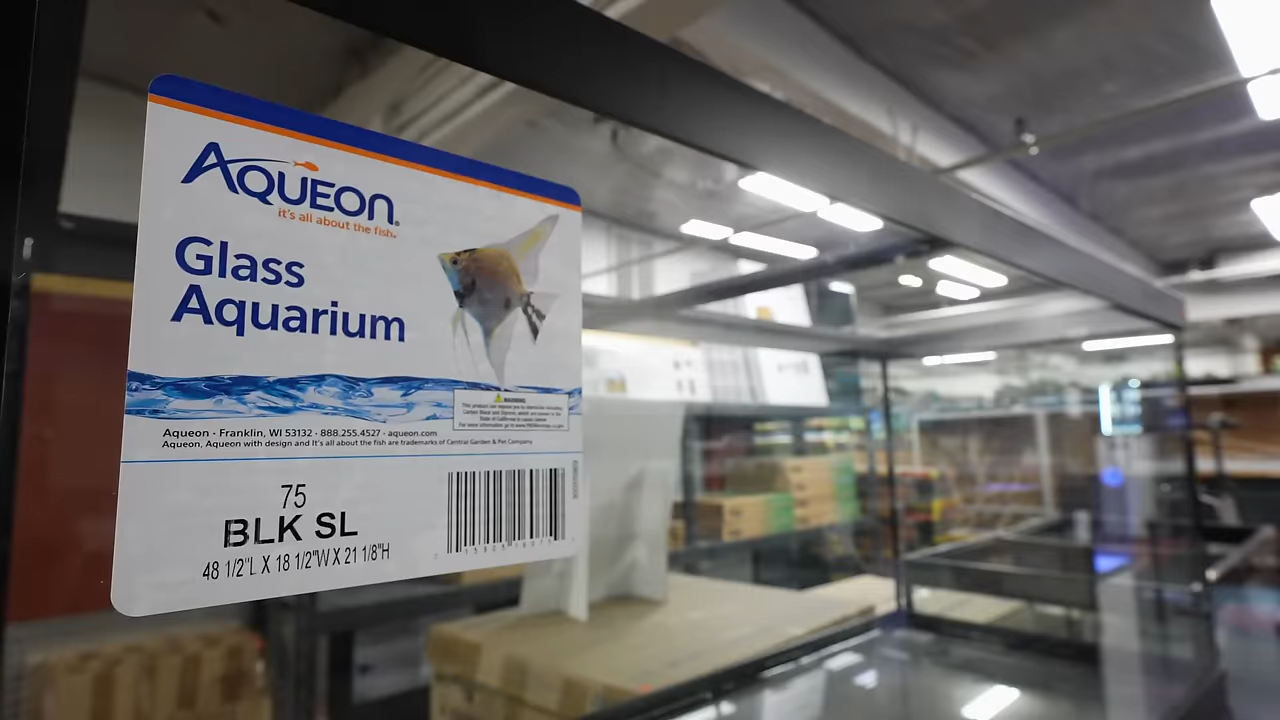 AQUEON®
it's all about the fish®
Glass
Aquarium
WARNING
Aqueon · Franklin, WI 53132 · 888.255.4527 · aqueon.com
Aqueon, Aqueon with design and It's all about the fish are trademarks of Central Garden & Pet Company
75
BLK SL
48 1/2"L X 18 1/2"W X 21 1/8"H